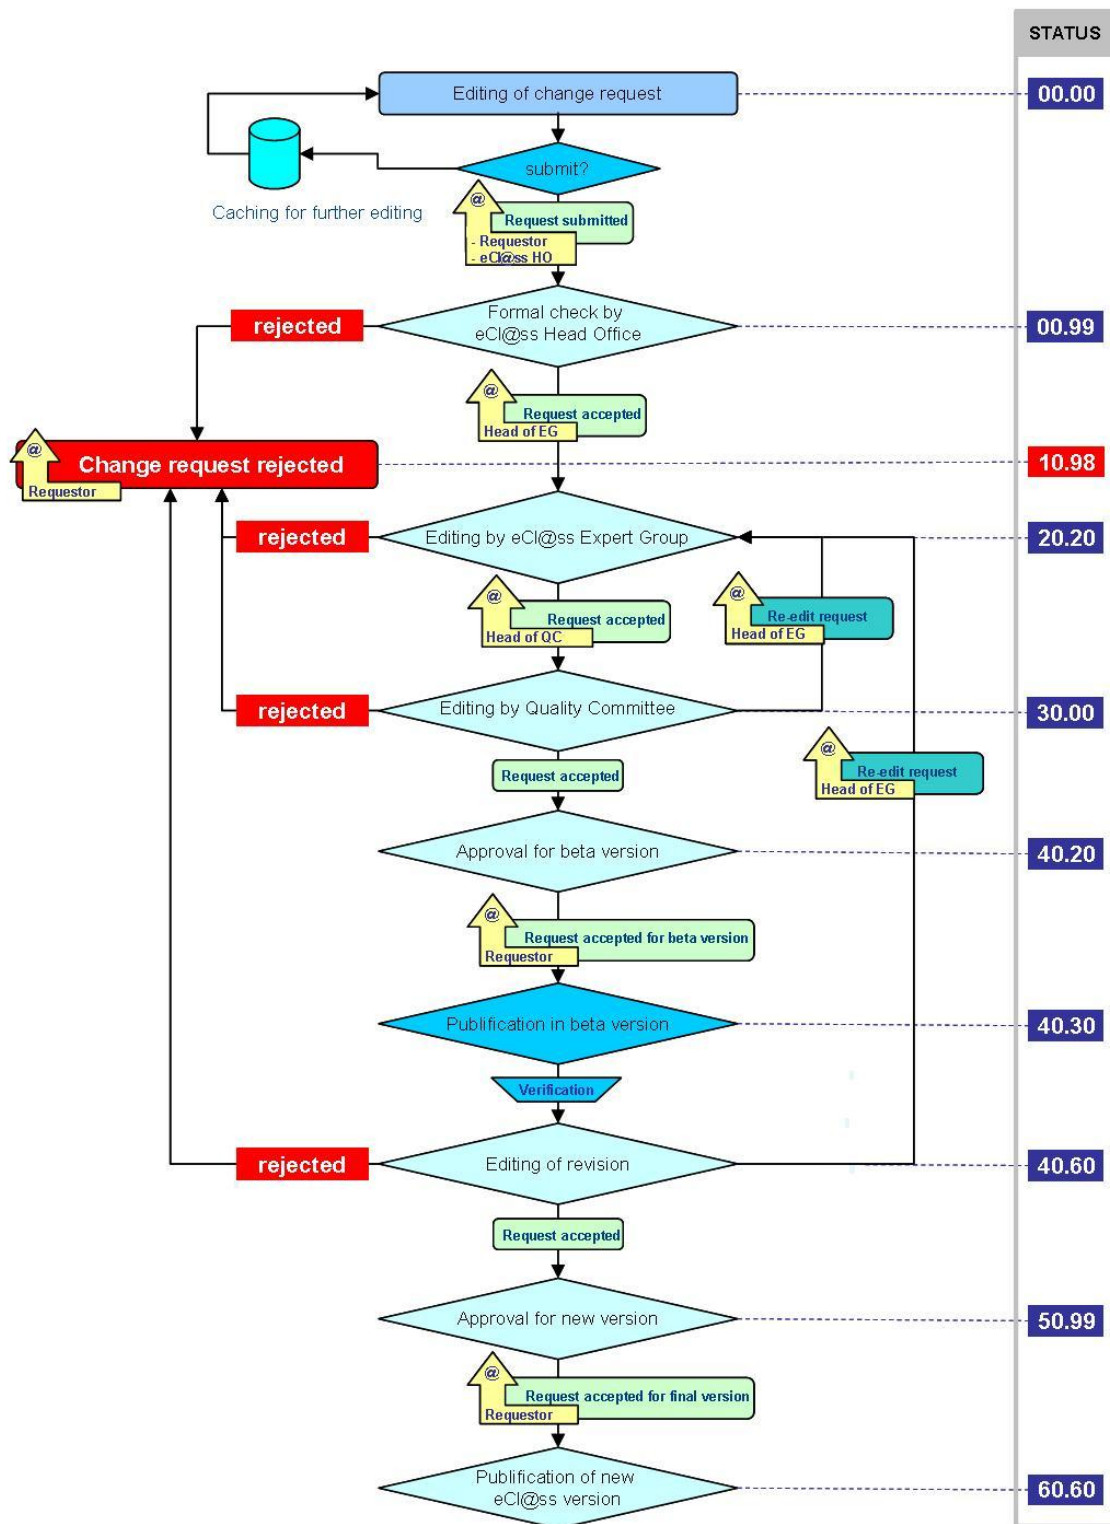 STATUS
Editing of change request
00.00
submit?
Caching for further editing
@
Request submitted
- Requestor
- eCl@ss HO
rejected
Formal check by
eCl@ss Head Office
00.99
@
Request accepted
Head of EG
@
Change request rejected
Requestor
10.98
rejected
Editing by eCl@ss Expert Group
20.20
@
Request accepted
Head of QC
@
Re-edit request
Head of EG
rejected
Editing by Quality Committee
30.00
Request accepted
@
Re-edit request
Head of EG
Approval for beta version
40.20
@
Request accepted for beta version
Requestor
Publification in beta version
40.30
Verification
rejected
Editing of revision
40.60
Request accepted
Approval for new version
50.99
@
Request accepted for final version
Requestor
Publification of new
eCl@ss version
60.60